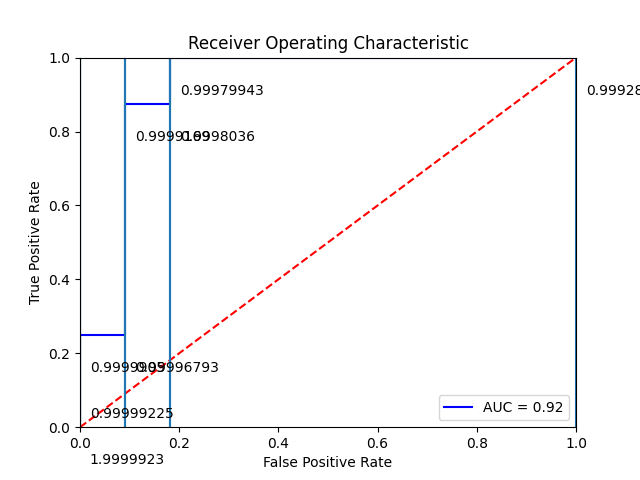 Receiver Operating Characteristic
True Positive Rate
1.0
0.8
0.6
0.4
0.2
0.0
0.99979943
0.99928
0.9998036
0.99996793
0.99999225
1.9999923
AUC = 0.92
0.0 0.2 0.4 0.6 0.8 1.0
False Positive Rate